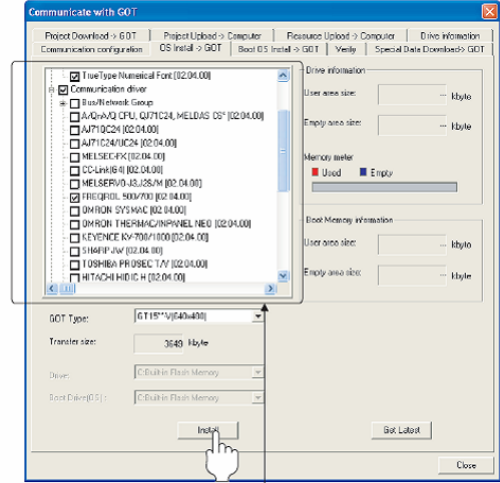 Communicate with GOT
Project Download -> GOT
Project Upload -> Computer
Resource Upload -> Computer
Drive information
Communication configuration
OS Install -> GOT
Boot OS Install -> GOT
Verify
Special Data Download-> GOT
TrueType Numerical Font [02.04.00]
Communication driver
Bus/Network Group
A/QnA/Q CPU, QJ71C24, MELDAS C6* [02.04.00]
AJ71QC24 [02.04.00]
AJ71C24/UC24 [02.04.00]
MELSEC-FX [02.04.00]
CC-Link(G4) [02.04.00]
MELSERVO-J3,J2S/M [02.04.00]
FREQROL 500/700 [02.04.00]
OMRON SYSMAC [02.04.00]
OMRON THERMAC/INPANEL NEO [02.04.00]
KEYENCE KV-700/1000 [02.04.00]
SHARP JW [02.04.00]
TOSHIBA PROSEC T/V [02.04.00]
HITACHI HIDIC H [02.04.00]
Drive information
User area size:
-- kbyte
Empty area size:
-- kbyte
Memory meter
Used
Empty
Boot Memory information
User area size:
-- kbyte
Empty area size:
-- kbyte
GOT Type:
GT15**-V(640x480)
Transfer size:
3649 kbyte
Drive:
C:Built-in Flash Memory
Boot Drive(OS) :
C:Built-in Flash Memory
Install
Get Latest
Close